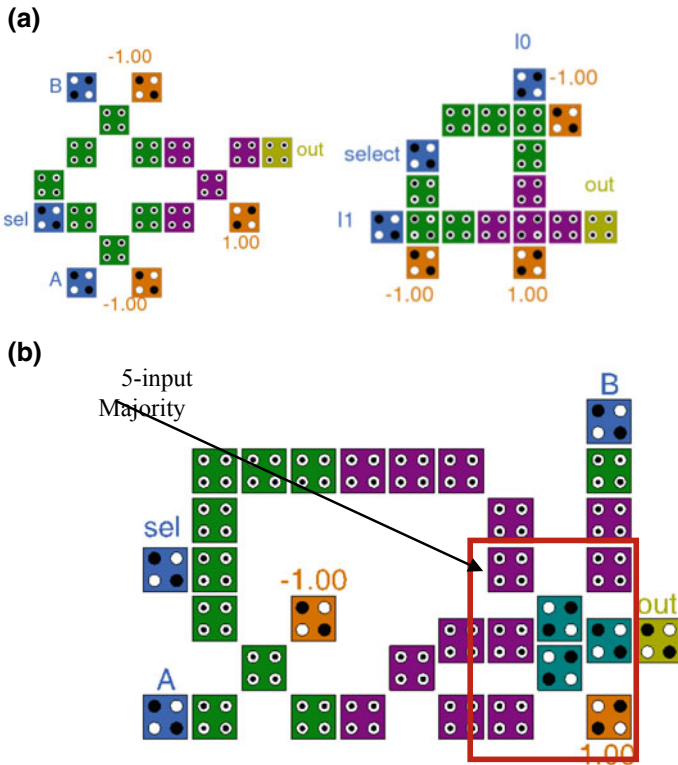 (a)
-1.00
B
out
sel
1.00
A
-1.00
I0
-1.00
select
out
I1
-1.00
1.00
(b)
5-input
Majority
B
sel
-1.00
out
A
1.00